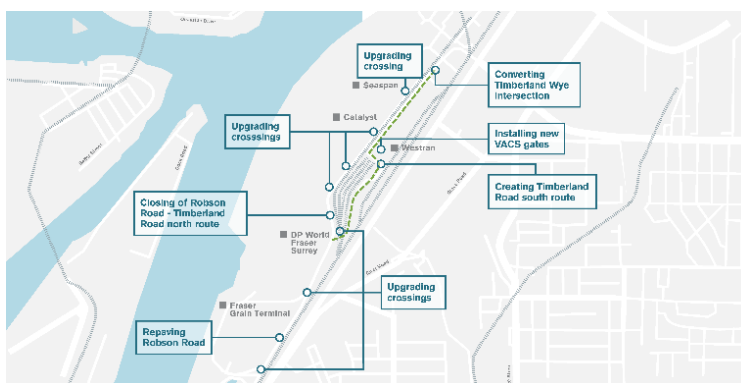 Upgrading
crossing
Seaspan
Converting
Timberland Wye
Intersection
Catalyst
Upgrading
crosssings
Installing new
VACS gates
Westran
Creating Timberland
Road south route
Closing of Robson
Road - Timberland
Road north route
DP World
Fraser
Surrey
Upgrading
crossings
Fraser
Grain Terminal
Repaving
Robson Road